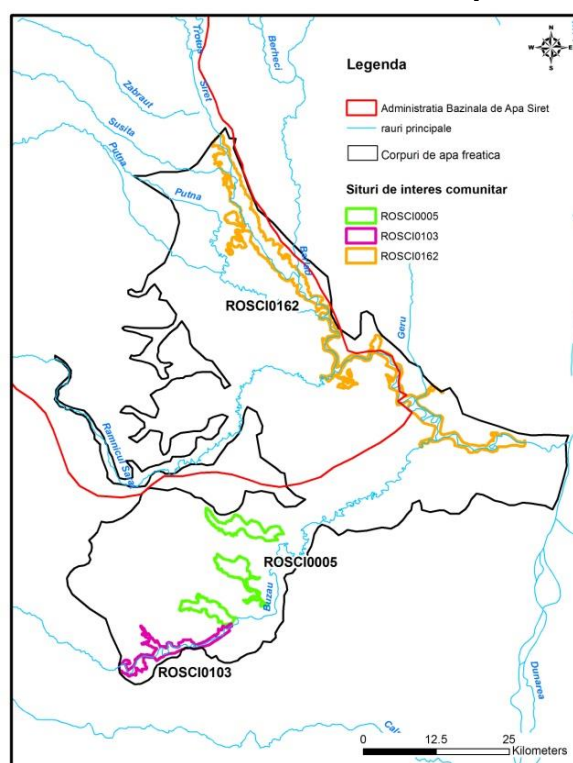 Legenda
Administratia Bazinala de Apa Siret
rauri principale
Corpuri de apa freatica
Situri de interes comunitar
ROSCI0005
ROSCI0103
ROSCI0162
N
W
E
S
Trotus
Siret
Berheci
Zabraut
Susita
Putna
Putna
Barlad
ROSCI0162
Geru
Ramnicul Sarat
ROSCI0005
Buzau
ROSCI0103
Dunarea
0 12.5 25
Kilometers